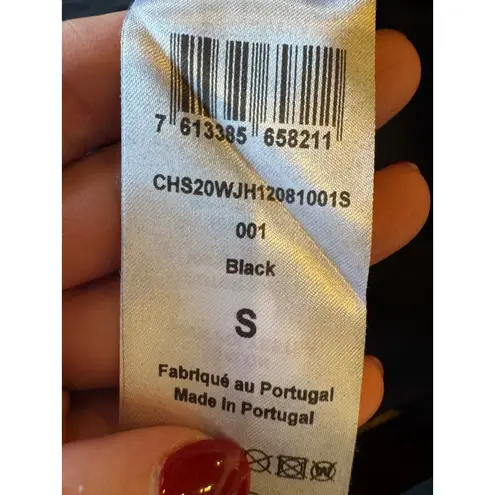 7 613385 658211
CHS20WJH12081001S
001
Black
S
Fabriqué au Portugal
Made in Portugal
W